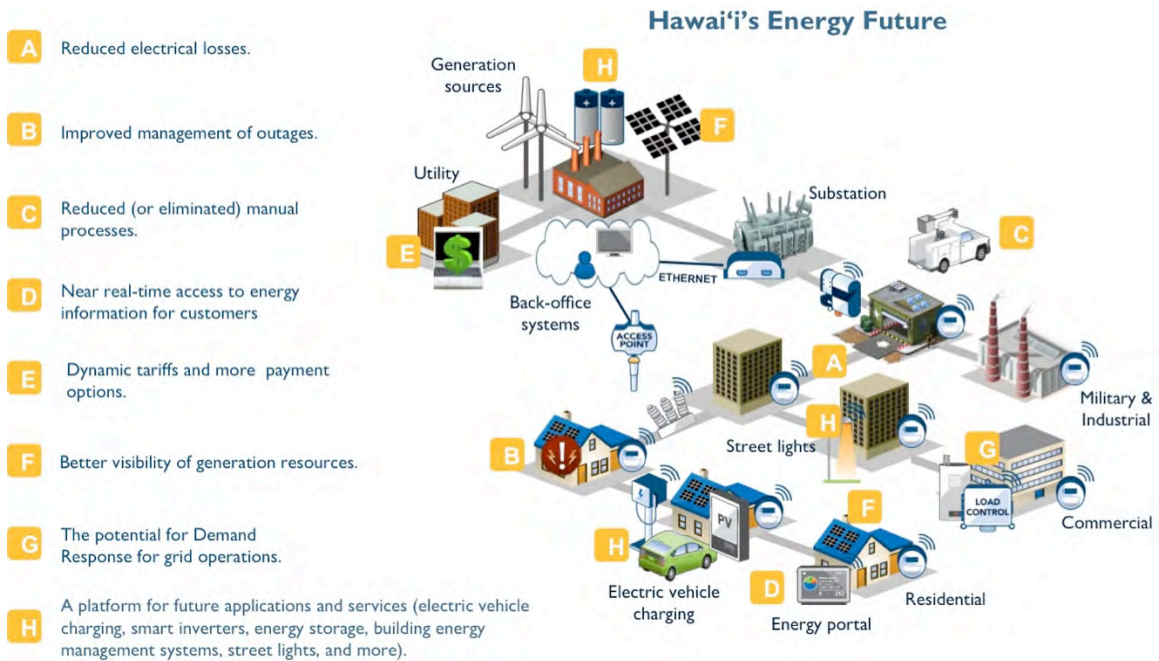 Hawai‘i’s Energy Future
A
Reduced electrical losses.
B
Improved management of outages.
C
Reduced (or eliminated) manual
processes.
D
Near real-time access to energy
information for customers
E
Dynamic tariffs and more payment
options.
F
Better visibility of generation resources.
G
The potential for Demand
Response for grid operations.
H
A platform for future applications and services (electric vehicle
charging, smart inverters, energy storage, building energy
management systems, street lights, and more).
Generation
sources
H
F
Utility
E
$
Substation
C
ETHERNET
Back-office
systems
ACCESS
POINT
A
Military &
Industrial
H
Street lights
B
!
G
LOAD
CONTROL
Commercial
PV
H
Electric vehicle
charging
F
D
Energy portal
Residential